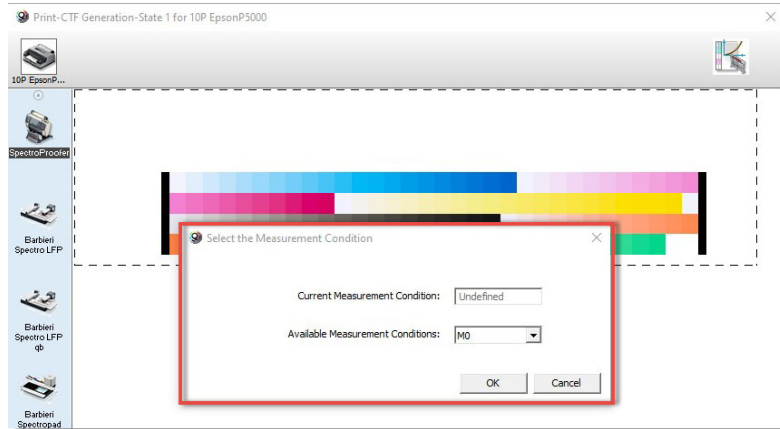 Print-CTF Generation-State 1 for 10P EpsonP5000
10P EpsonP...
SpectroProofer
Barbieri
Spectro LFP
Barbieri
Spectro LFP
qb
Barbieri
Spectropad
Select the Measurement Condition
Current Measurement Condition: Undefined
Available Measurement Conditions: M0
OK Cancel